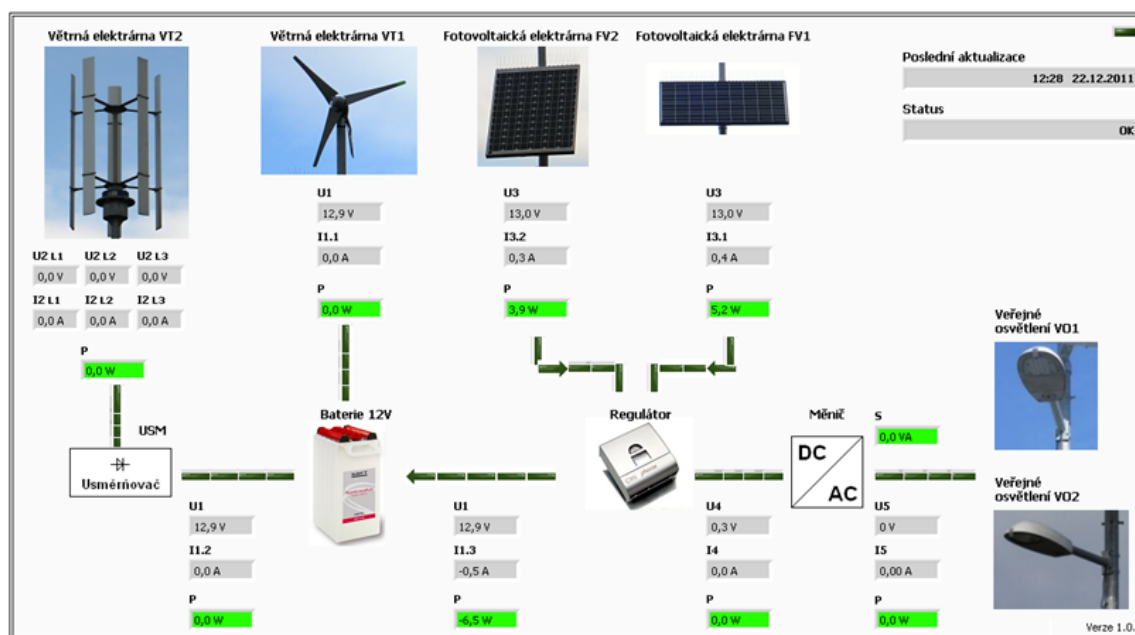 Větrná elektrárna VT2
Větrná elektrárna VT1
Fotovoltaická elektrárna FV2
Fotovoltaická elektrárna FV1
Poslední aktualizace
12:28 22.12.2011
Status
OK
U1
12,9 V
I1.1
0,0 A
P
0,0 W
U3
13,0 V
I3.2
0,3 A
P
3,9 W
U3
13,0 V
I3.1
0,4 A
P
5,2 W
U2 L1 U2 L2 U2 L3
0,0 V 0,0 V 0,0 V
I2 L1 I2 L2 I2 L3
0,0 A 0,0 A 0,0 A
P
0,0 W
USM
Usměrňovač
Baterie 12V
Regulátor
Měnič
DC
AC
S
0,0 VA
Veřejné
osvětlení VO1
Veřejné
osvětlení VO2
U1
12,9 V
I1.2
0,0 A
P
0,0 W
U1
12,9 V
I1.3
-0,5 A
P
-6,5 W
U4
0,3 V
I4
0,0 A
P
0,0 W
U5
0 V
I5
0,00 A
P
0,0 W
Verze 1.0.